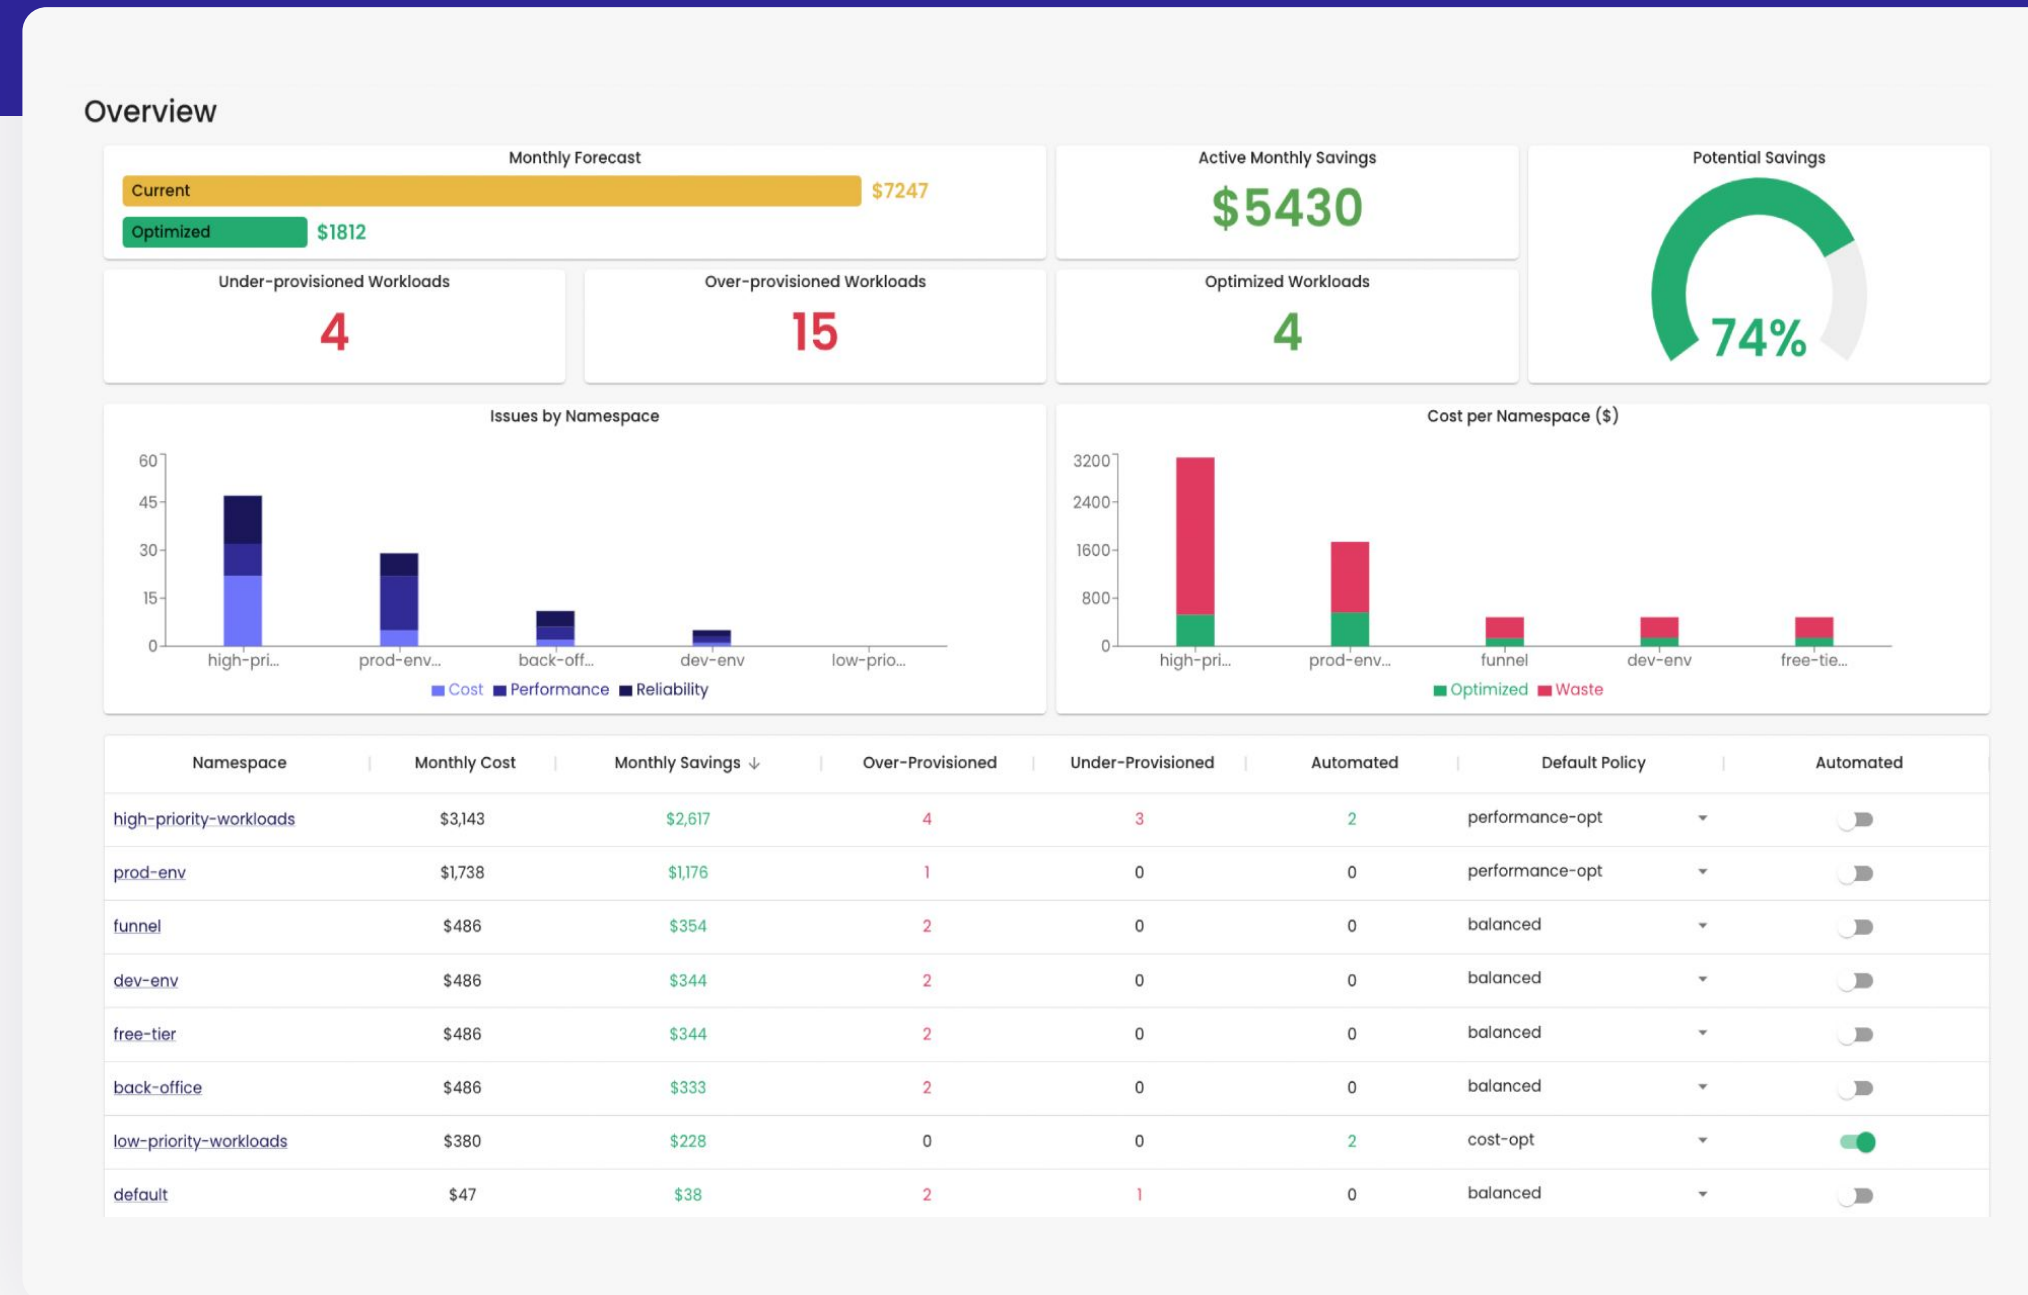 Overview
Monthly Forecast
Current $7247
Optimized $1812
Active Monthly Savings
$5430
Potential Savings
74%
Under-provisioned Workloads
4
Over-provisioned Workloads
15
Optimized Workloads
4
Issues by Namespace
60
45
30
15
0
high-pri... prod-env... back-off... dev-env low-prio...
Cost Performance Reliability
Cost per Namespace ($)
3200
2400
1600
800
0
high-pri... prod-env... funnel dev-env free-tie...
Optimized Waste
Namespace Monthly Cost Monthly Savings ↓ Over-Provisioned Under-Provisioned Automated Default Policy Automated
high-priority-workloads $3,143 $2,617 4 3 2 performance-opt
prod-env $1,738 $1,176 1 0 0 performance-opt
funnel $486 $354 2 0 0 balanced
dev-env $486 $344 2 0 0 balanced
free-tier $486 $344 2 0 0 balanced
back-office $486 $333 2 0 0 balanced
low-priority-workloads $380 $228 0 0 2 cost-opt
default $47 $38 2 1 0 balanced